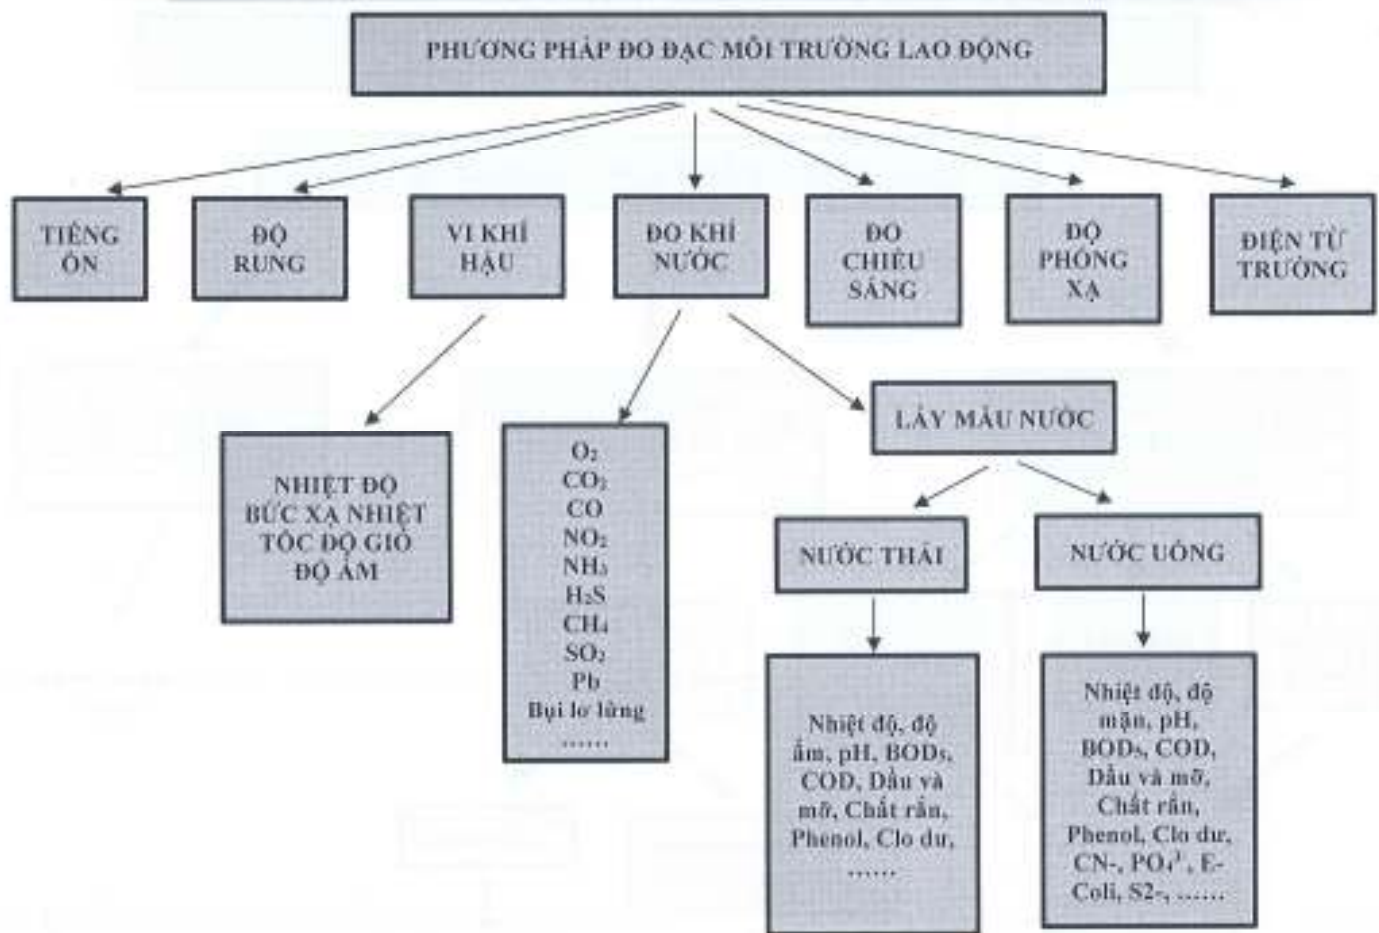 PHƯƠNG PHÁP ĐO ĐẠC MÔI TRƯỜNG LAO ĐỘNG
TIẾNG
ỒN
ĐỘ
RUNG
VI KHÍ
HẬU
ĐO KHÍ
NƯỚC
ĐO
CHIẾU
SÁNG
ĐỘ
PHÓNG
XẠ
ĐIỆN TỪ
TRƯỜNG
NHIỆT ĐỘ
BỨC XẠ NHIỆT
TỐC ĐỘ GIÓ
ĐỘ ẨM
O₂
CO₂
CO
NO₂
NH₃
H₂S
CH₄
SO₂
Pb
Bụi lơ lửng
......
LẤY MẪU NƯỚC
NƯỚC THẢI
NƯỚC UỐNG
Nhiệt độ, độ
ẩm, pH, BOD₅,
COD, Dầu và
mỡ, Chất rắn,
Phenol, Clo dư,
......
Nhiệt độ, độ
mặn, pH,
BOD₅, COD,
Dầu và mỡ,
Chất rắn,
Phenol, Clo dư,
CN-, PO₄³⁻, E-
Coli, S2-, ......